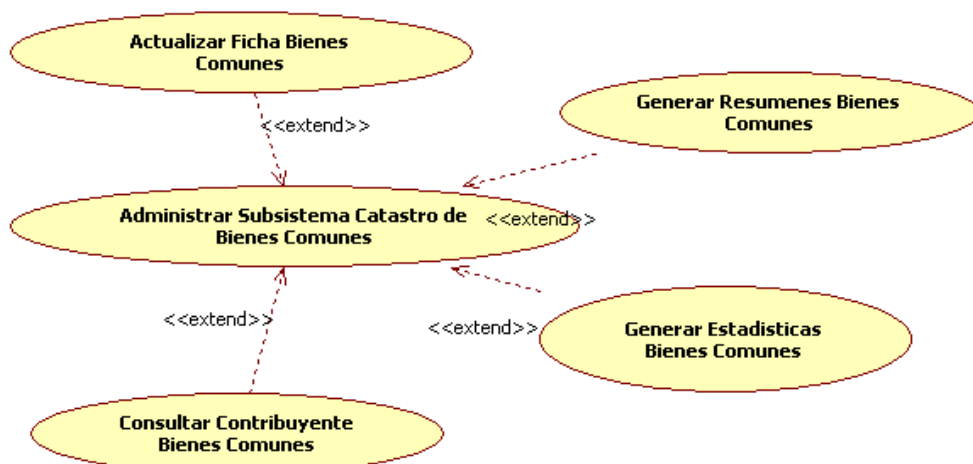 Actualizar Ficha Bienes
Comunes
<<extend>>
Generar Resumenes Bienes
Comunes
Administrar Subsistema Catastro de
Bienes Comunes
<<extend>>
<<extend>>
<<extend>>
Generar Estadisticas
Bienes Comunes
Consultar Contribuyente
Bienes Comunes